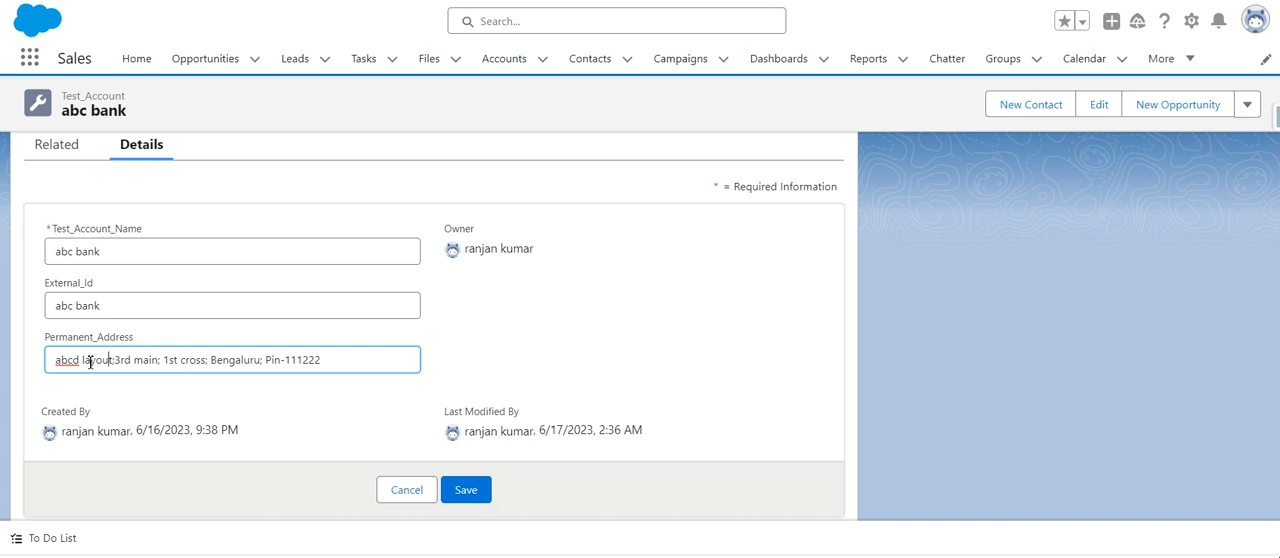 Search...
Sales Home Opportunities Leads Tasks Files Accounts Contacts Campaigns Dashboards Reports Chatter Groups Calendar More
Test_Account
abc bank
New Contact Edit New Opportunity
Related Details
* = Required Information
*Test_Account_Name
abc bank
Owner
ranjan kumar
External_Id
abc bank
Permanent_Address
abcd layout;3rd main; 1st cross; Bengaluru; Pin-111222
Created By
ranjan kumar, 6/16/2023, 9:38 PM
Last Modified By
ranjan kumar, 6/17/2023, 2:36 AM
Cancel Save
To Do List